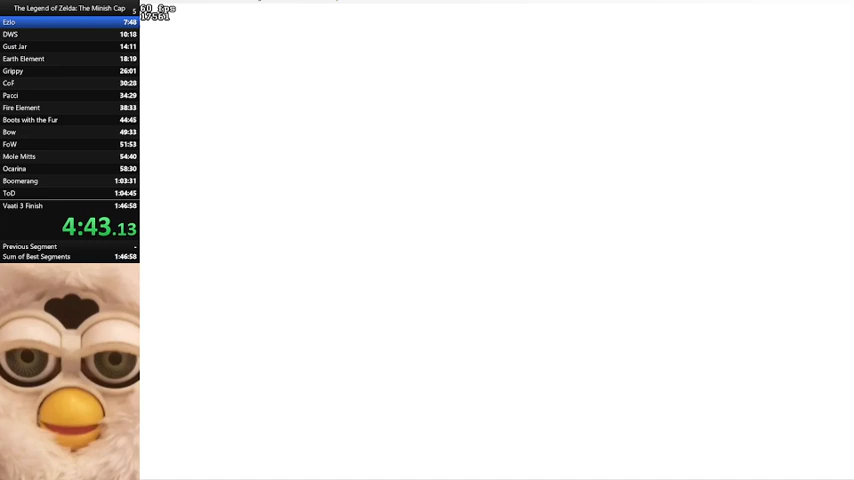 The Legend of Zelda: The Minish Cap
5
Ezlo 7:48
DWS 10:18
Gust Jar 14:11
Earth Element 18:19
Grippy 26:01
CoF 30:28
Pacci 34:29
Fire Element 38:33
Boots with the Fur 44:45
Bow 49:33
FoW 51:53
Mole Mitts 54:40
Ocarina 58:30
Boomerang 1:03:31
ToD 1:04:45
Vaati 3 Finish 1:46:58
4:43.13
Previous Segment -
Sum of Best Segments 1:46:58
60 fps
17561